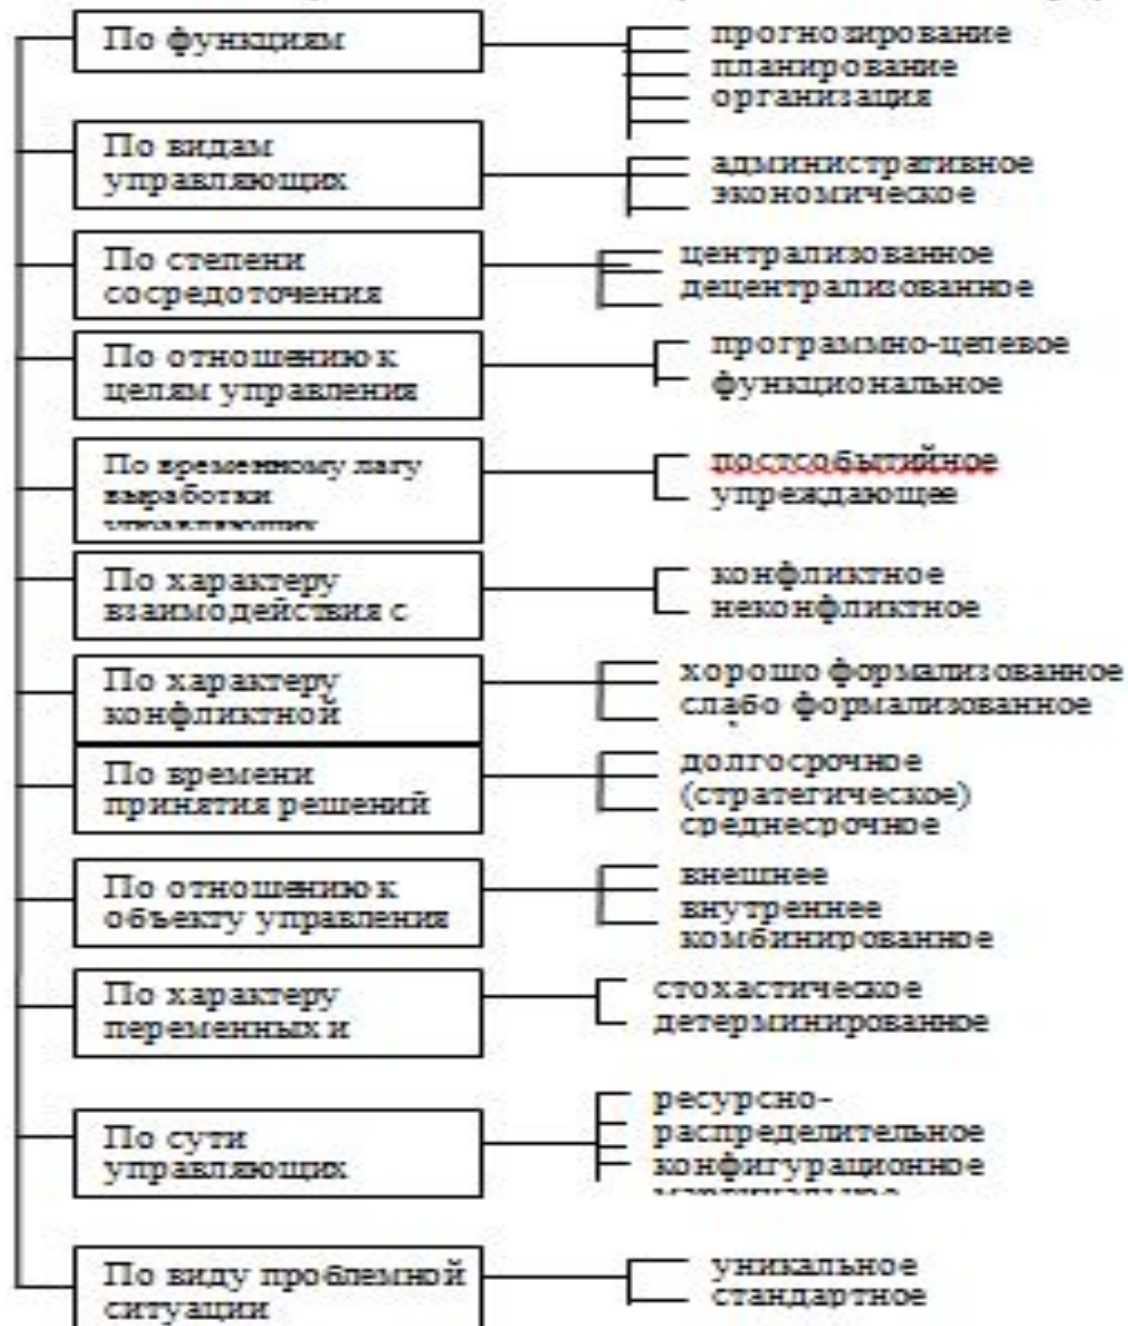 По функциям
прогнозирование
планирование
организация
По видам
управляющих
административное
экономическое
По степени
сосредоточения
централизованное
децентрализованное
По отношению к
целям управления
программно-целевое
функциональное
По временному лагу
выработки
управляющих
постсобытийное
упреждающее
По характеру
взаимодействия с
конфликтное
неконфликтное
По характеру
конфликтной
хорошо формализованное
слабо формализованное
По времени
принятия решений
долгосрочное
(стратегическое)
среднесрочное
По отношению к
объекту управления
внешнее
внутреннее
комбинированное
По характеру
переменных и
стохастическое
детерминированное
По сути
управляющих
ресурсно-
распределительное
конфигурационное
По виду проблемной
ситуации
уникальное
стандартное